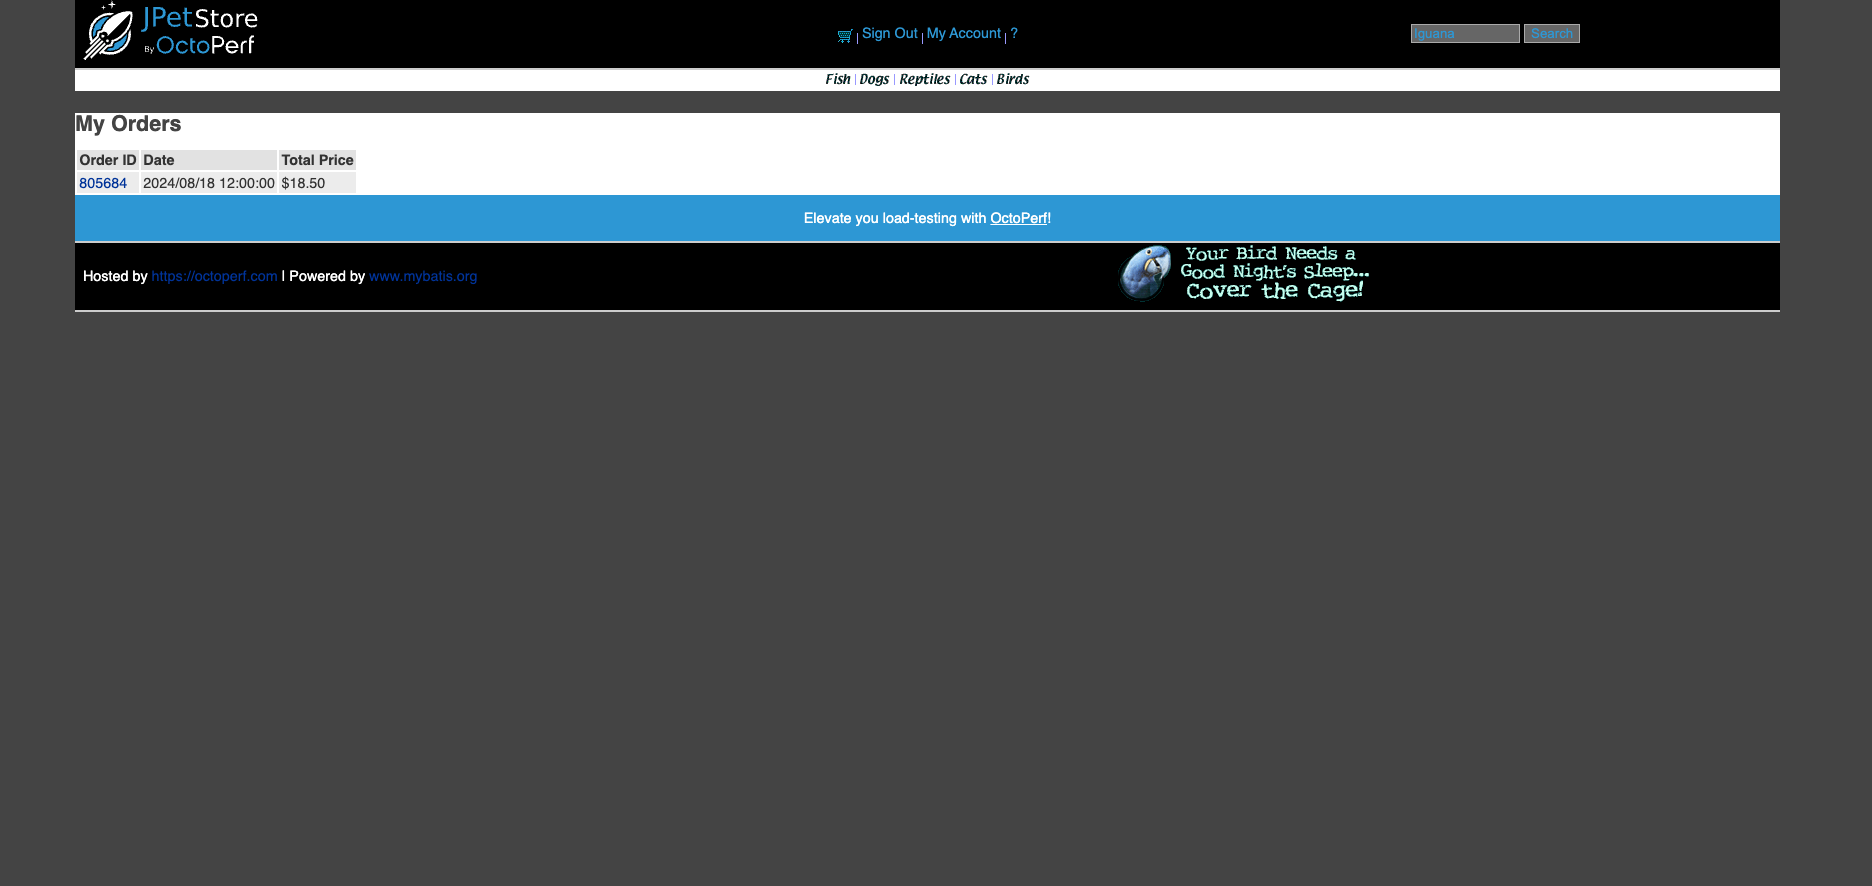 JPetStore
By OctoPerf
Sign Out | My Account | ?
Iguana
Search
Fish | Dogs | Reptiles | Cats | Birds
My Orders
Order ID Date Total Price
805684 2024/08/18 12:00:00 $18.50
Elevate you load-testing with OctoPerf!
Hosted by https://octoperf.com | Powered by www.mybatis.org
Your Bird Needs a
Good Night's Sleep...
Cover the Cage!